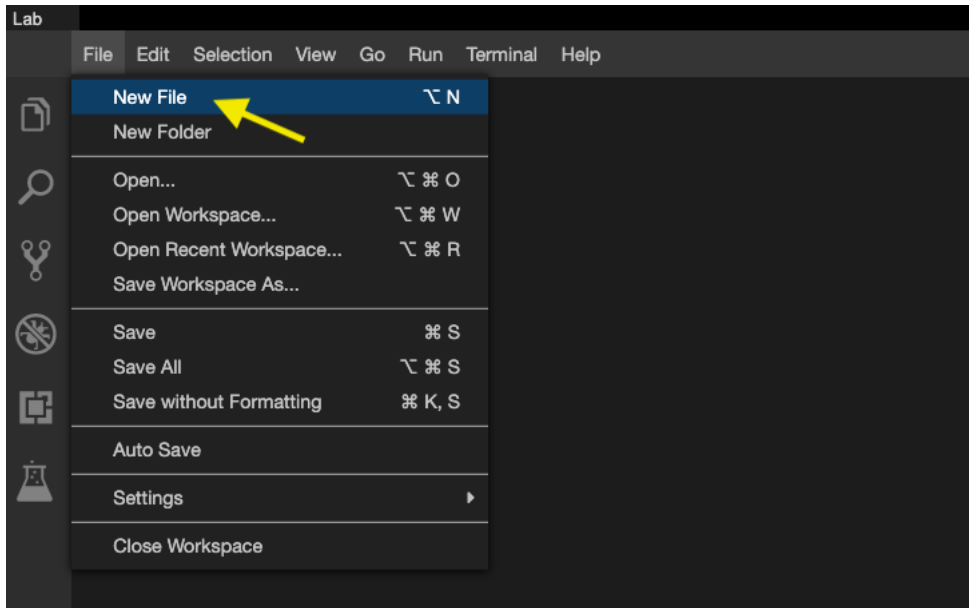 Lab
File Edit Selection View Go Run Terminal Help
New File ⌥ N
New Folder
Open... ⌥ ⌘ O
Open Workspace... ⌥ ⌘ W
Open Recent Workspace... ⌥ ⌘ R
Save Workspace As...
Save ⌘ S
Save All ⌥ ⌘ S
Save without Formatting ⌘ K, S
Auto Save
Settings
Close Workspace